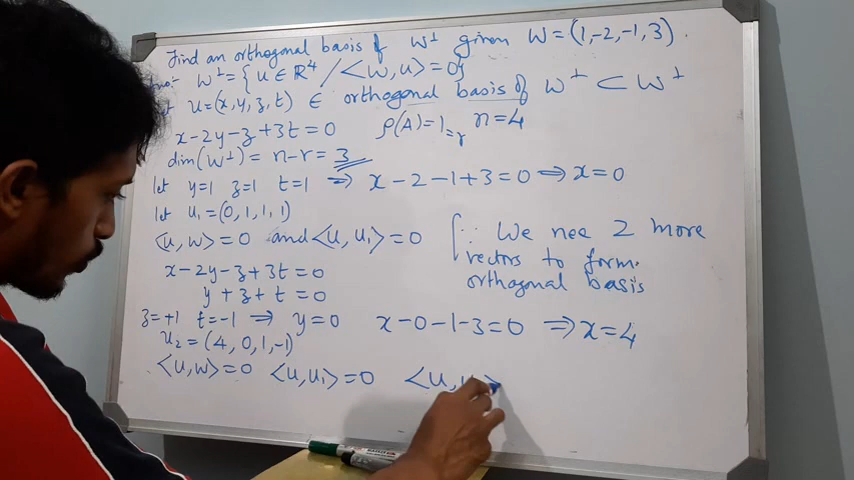 Find an orthogonal basis of W⊥ given W = (1,-2,-1,3).
W⊥ = { u ∈ ℝ⁴ / <w, u> = 0}
u = (x, y, z, t) ∈ orthogonal basis of W⊥ ⊂ W⊥
x - 2y - z + 3t = 0 ρ(A) = 1 = r n = 4
dim(W⊥) = n - r = 3
let y=1 z=1 t=1 ⇒ x - 2 - 1 + 3 = 0 ⇒ x = 0
let u₁ = (0, 1, 1, 1)
<u, w> = 0 and <u, u₁> = 0 [∵ We nee 2 more
vectors to form
orthogonal basis
x - 2y - z + 3t = 0
y + z + t = 0
z = +1 t = -1 ⇒ y = 0 x - 0 - 1 - 3 = 0 ⇒ x = 4
u₂ = (4, 0, 1, -1)
<u, w> = 0 <u, u₁> = 0 <u,